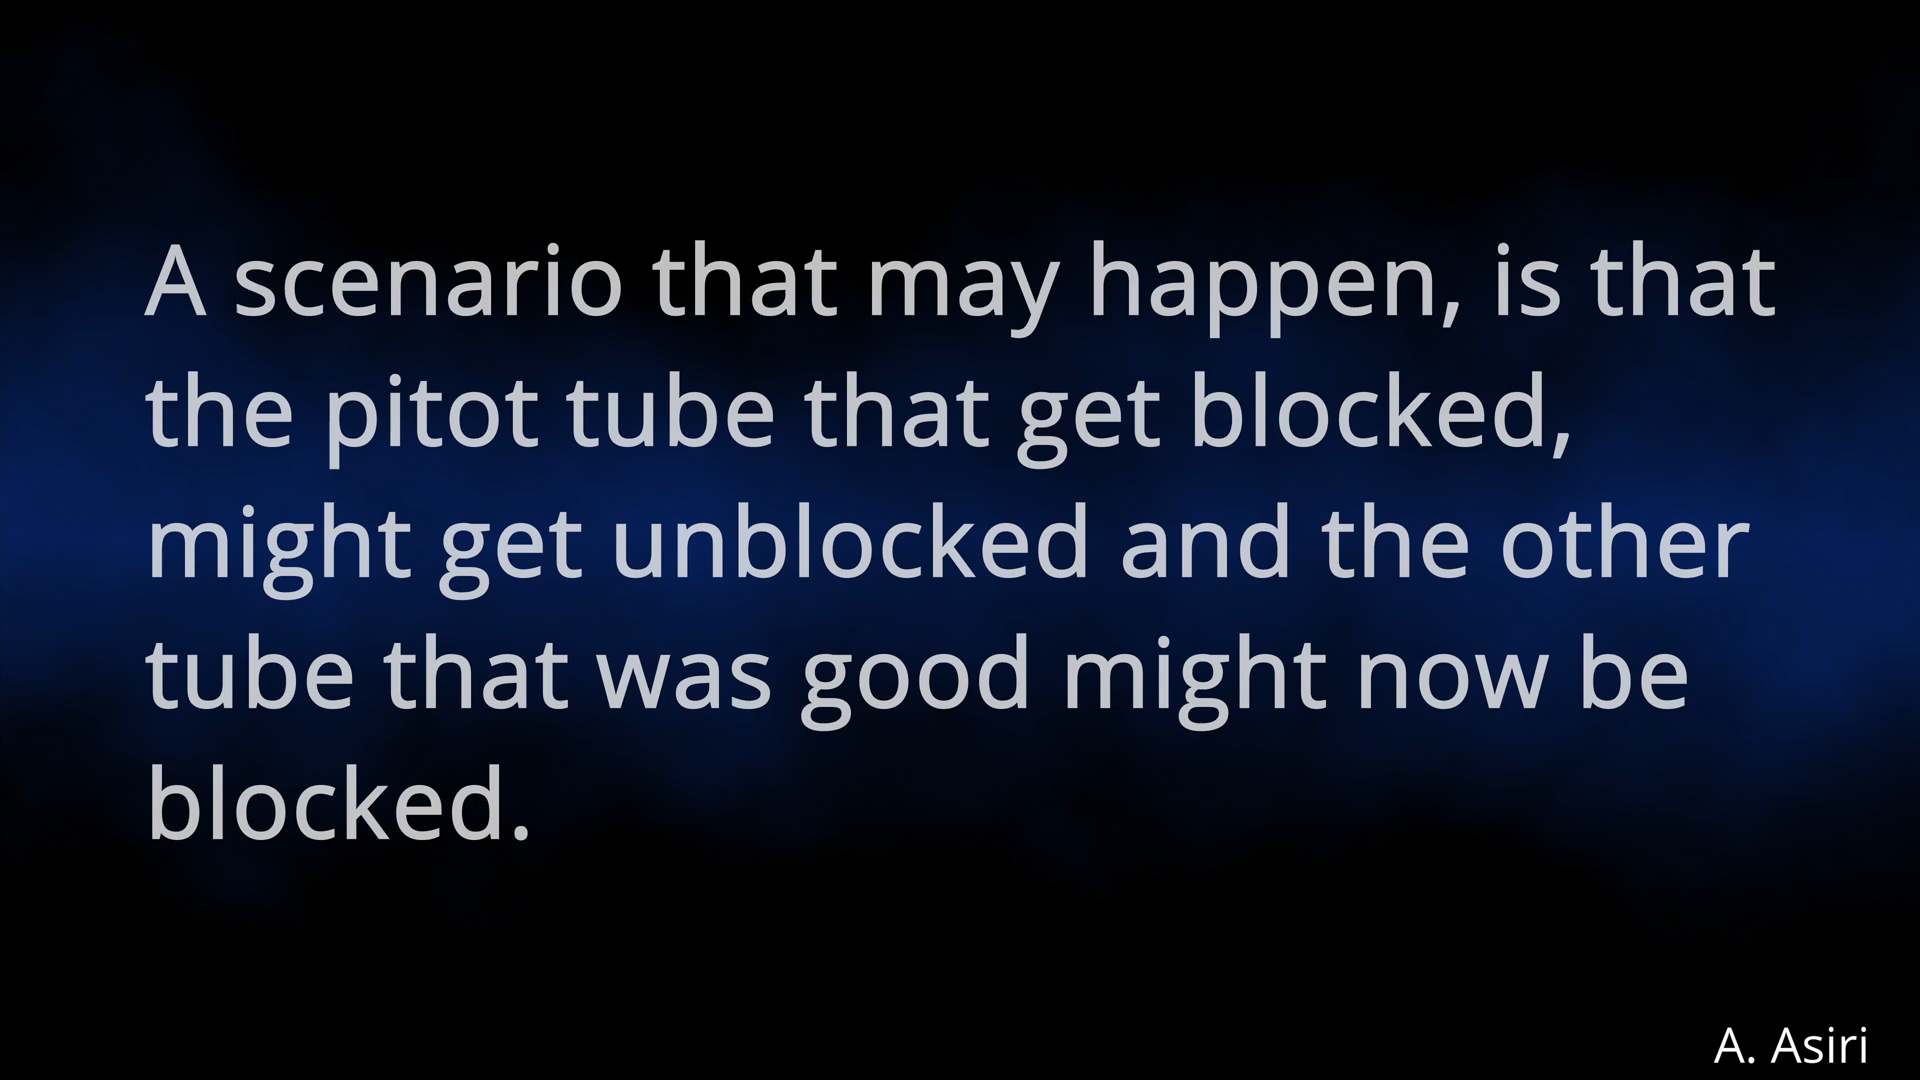 A scenario that may happen, is that
the pitot tube that get blocked,
might get unblocked and the other
tube that was good might now be
blocked.
A. Asiri